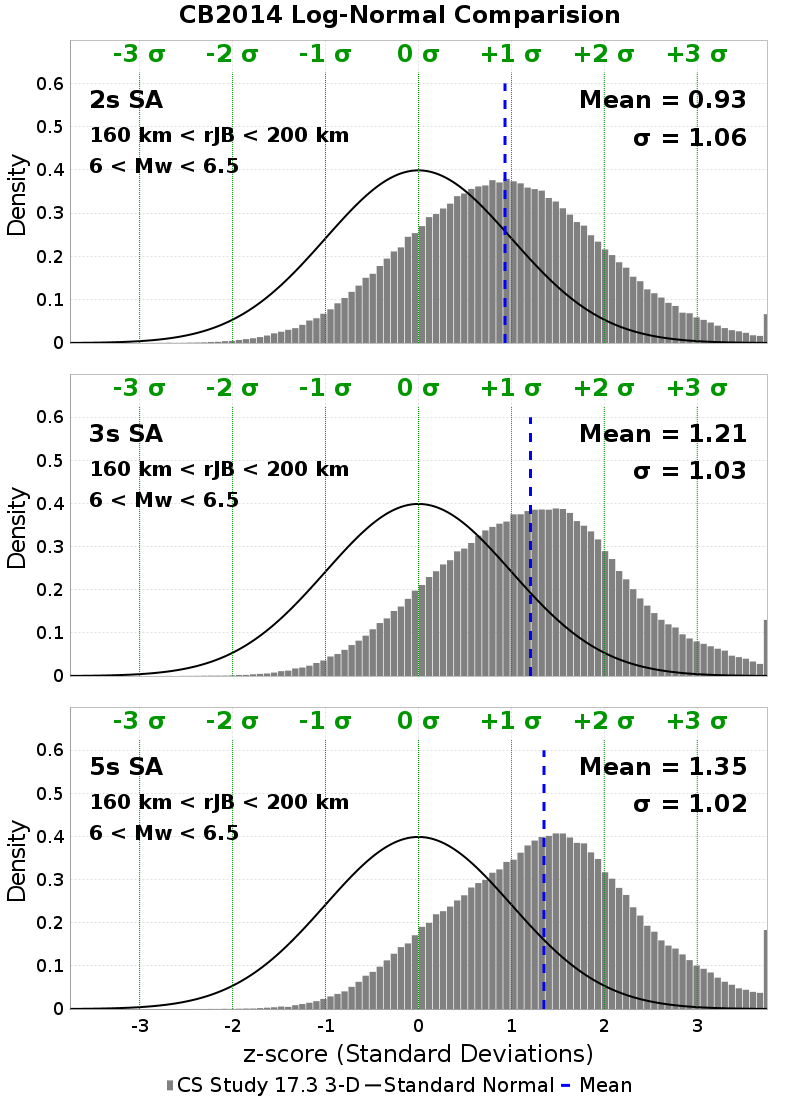 CB2014 Log-Normal Comparision
-3 σ -2 σ -1 σ 0 σ +1 σ +2 σ +3 σ
0.6
2s SA Mean = 0.93
0.5
160 km < rJB < 200 km σ = 1.06
6 < Mw < 6.5
0.4
0.3
0.2
0.1
0
Density
-3 σ -2 σ -1 σ 0 σ +1 σ +2 σ +3 σ
0.6
3s SA Mean = 1.21
0.5
160 km < rJB < 200 km σ = 1.03
6 < Mw < 6.5
0.4
0.3
0.2
0.1
0
Density
-3 σ -2 σ -1 σ 0 σ +1 σ +2 σ +3 σ
0.6
5s SA Mean = 1.35
0.5
160 km < rJB < 200 km σ = 1.02
6 < Mw < 6.5
0.4
0.3
0.2
0.1
0
Density
-3 -2 -1 0 1 2 3
z-score (Standard Deviations)
CS Study 17.3 3-D Standard Normal Mean